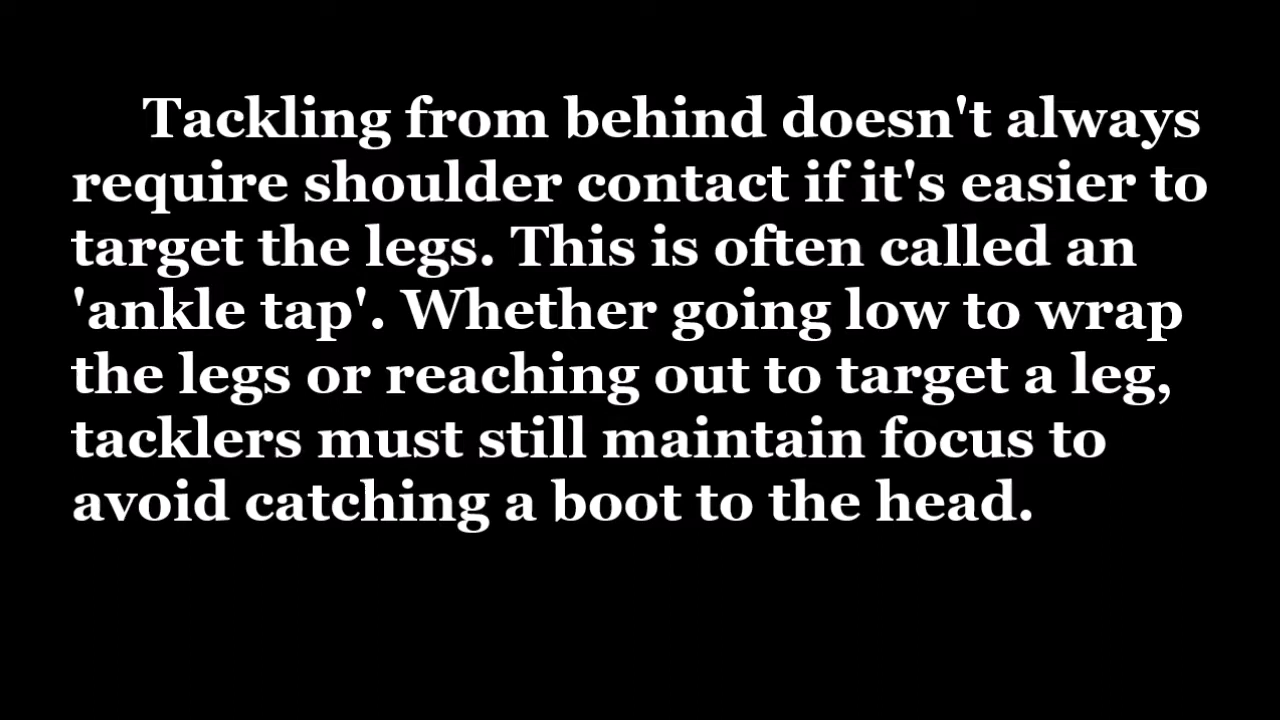 Tackling from behind doesn't always
require shoulder contact if it's easier to
target the legs. This is often called an
'ankle tap'. Whether going low to wrap
the legs or reaching out to target a leg,
tacklers must still maintain focus to
avoid catching a boot to the head.